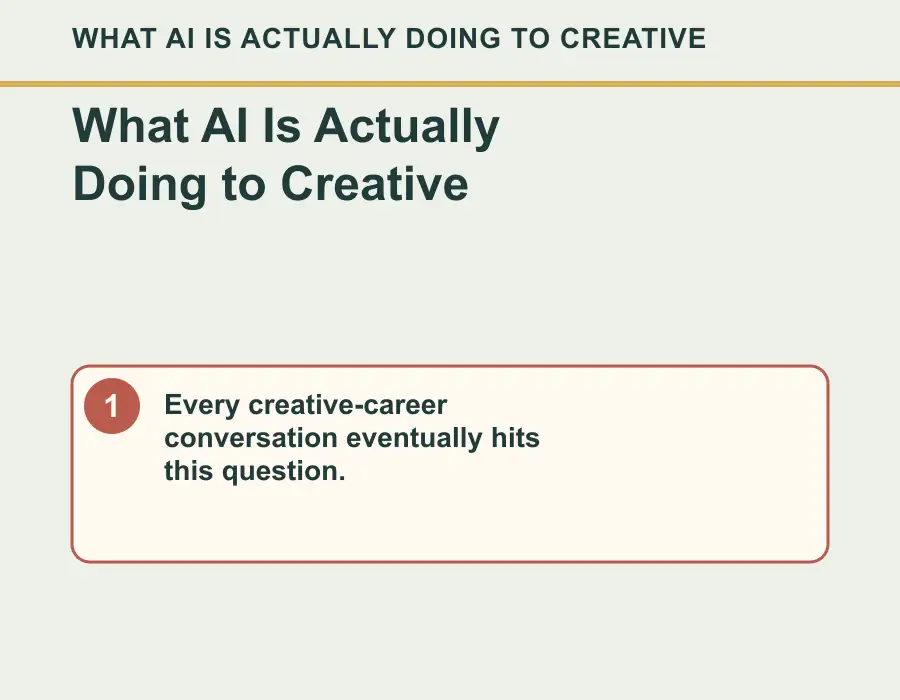 WHAT AI IS ACTUALLY DOING TO CREATIVE
What AI Is Actually
Doing to Creative
1
Every creative-career
conversation eventually hits
this question.